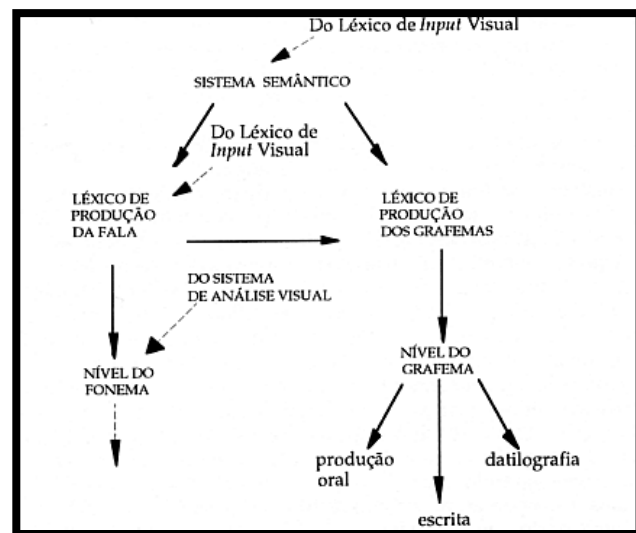 Do Léxico de Input Visual
SISTEMA SEMÂNTICO
Do Léxico de
Input Visual
LÉXICO DE
PRODUÇÃO
DA FALA
LÉXICO DE
PRODUÇÃO
DOS GRAFEMAS
DO SISTEMA
DE ANÁLISE VISUAL
NÍVEL DO
FONEMA
NÍVEL DO
GRAFEMA
produção
oral
datilografia
escrita